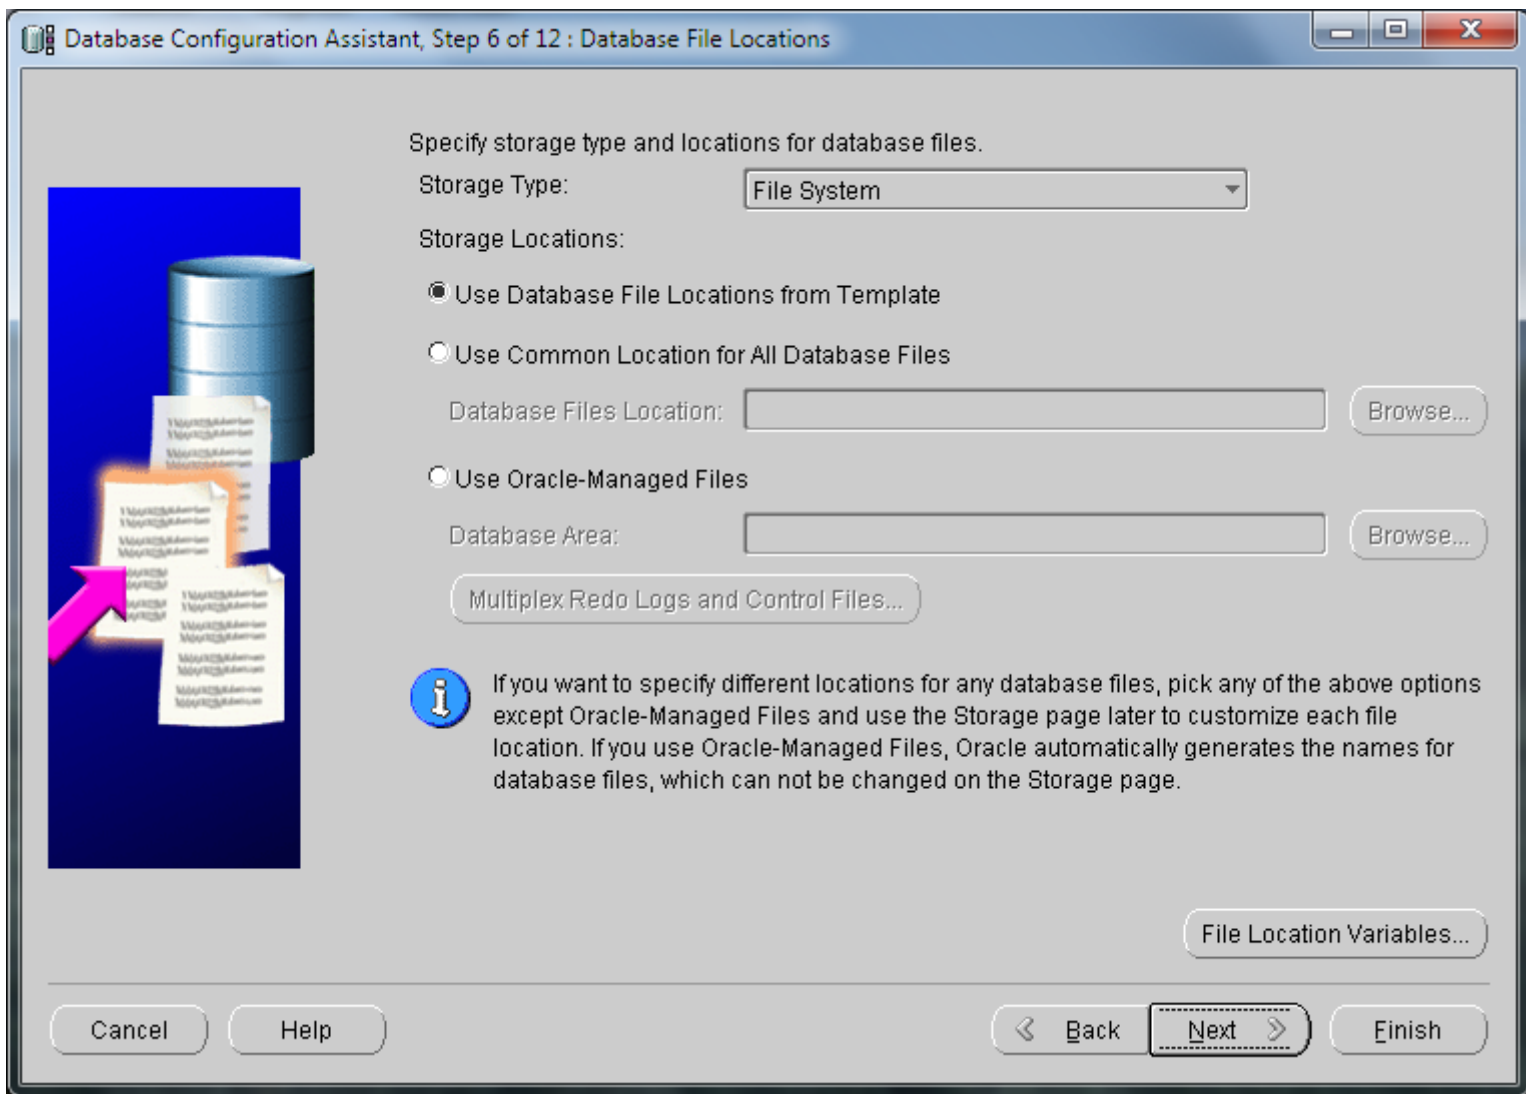 Database Configuration Assistant, Step 6 of 12 : Database File Locations
Specify storage type and locations for database files.
Storage Type:
File System
Storage Locations:
Use Database File Locations from Template
Use Common Location for All Database Files
Database Files Location:
Browse...
Use Oracle-Managed Files
Database Area:
Browse...
Multiplex Redo Logs and Control Files...
If you want to specify different locations for any database files, pick any of the above options
except Oracle-Managed Files and use the Storage page later to customize each file
location. If you use Oracle-Managed Files, Oracle automatically generates the names for
database files, which can not be changed on the Storage page.
File Location Variables...
Cancel
Help
Back
Next
Finish